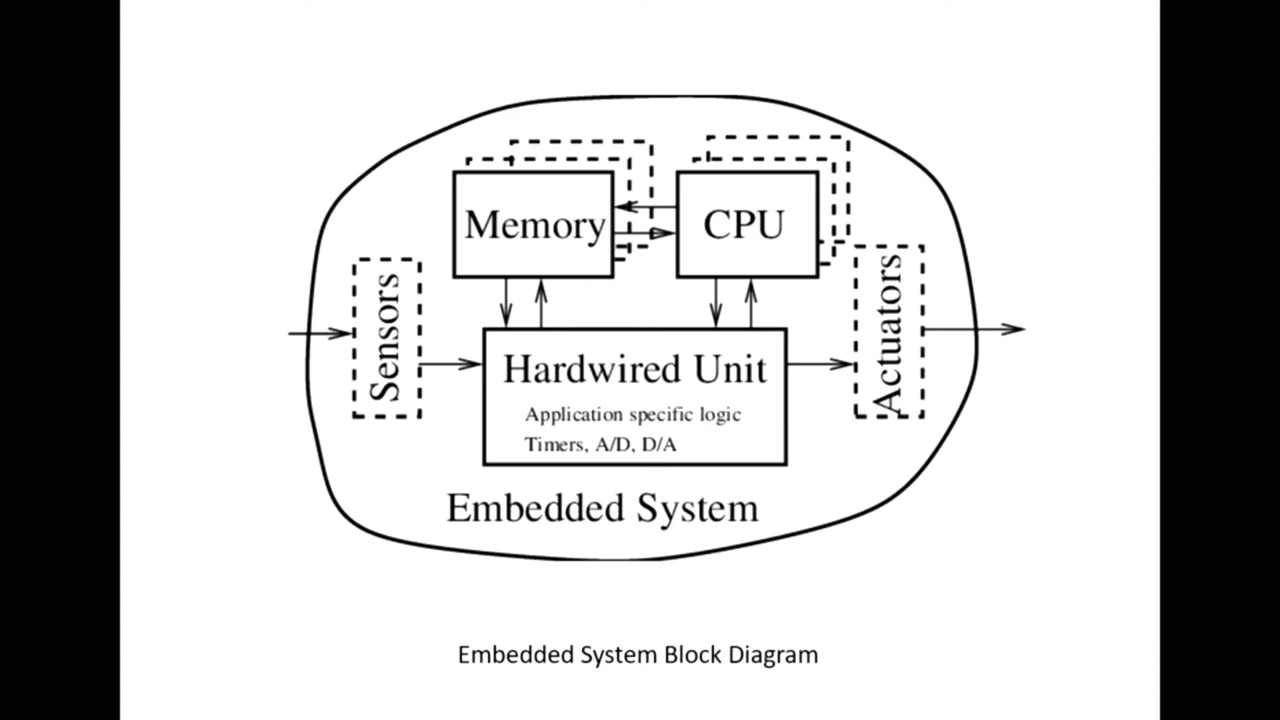 Memory
CPU
Sensors
Actuators
Hardwired Unit
Application specific logic
Timers, A/D, D/A
Embedded System
Embedded System Block Diagram